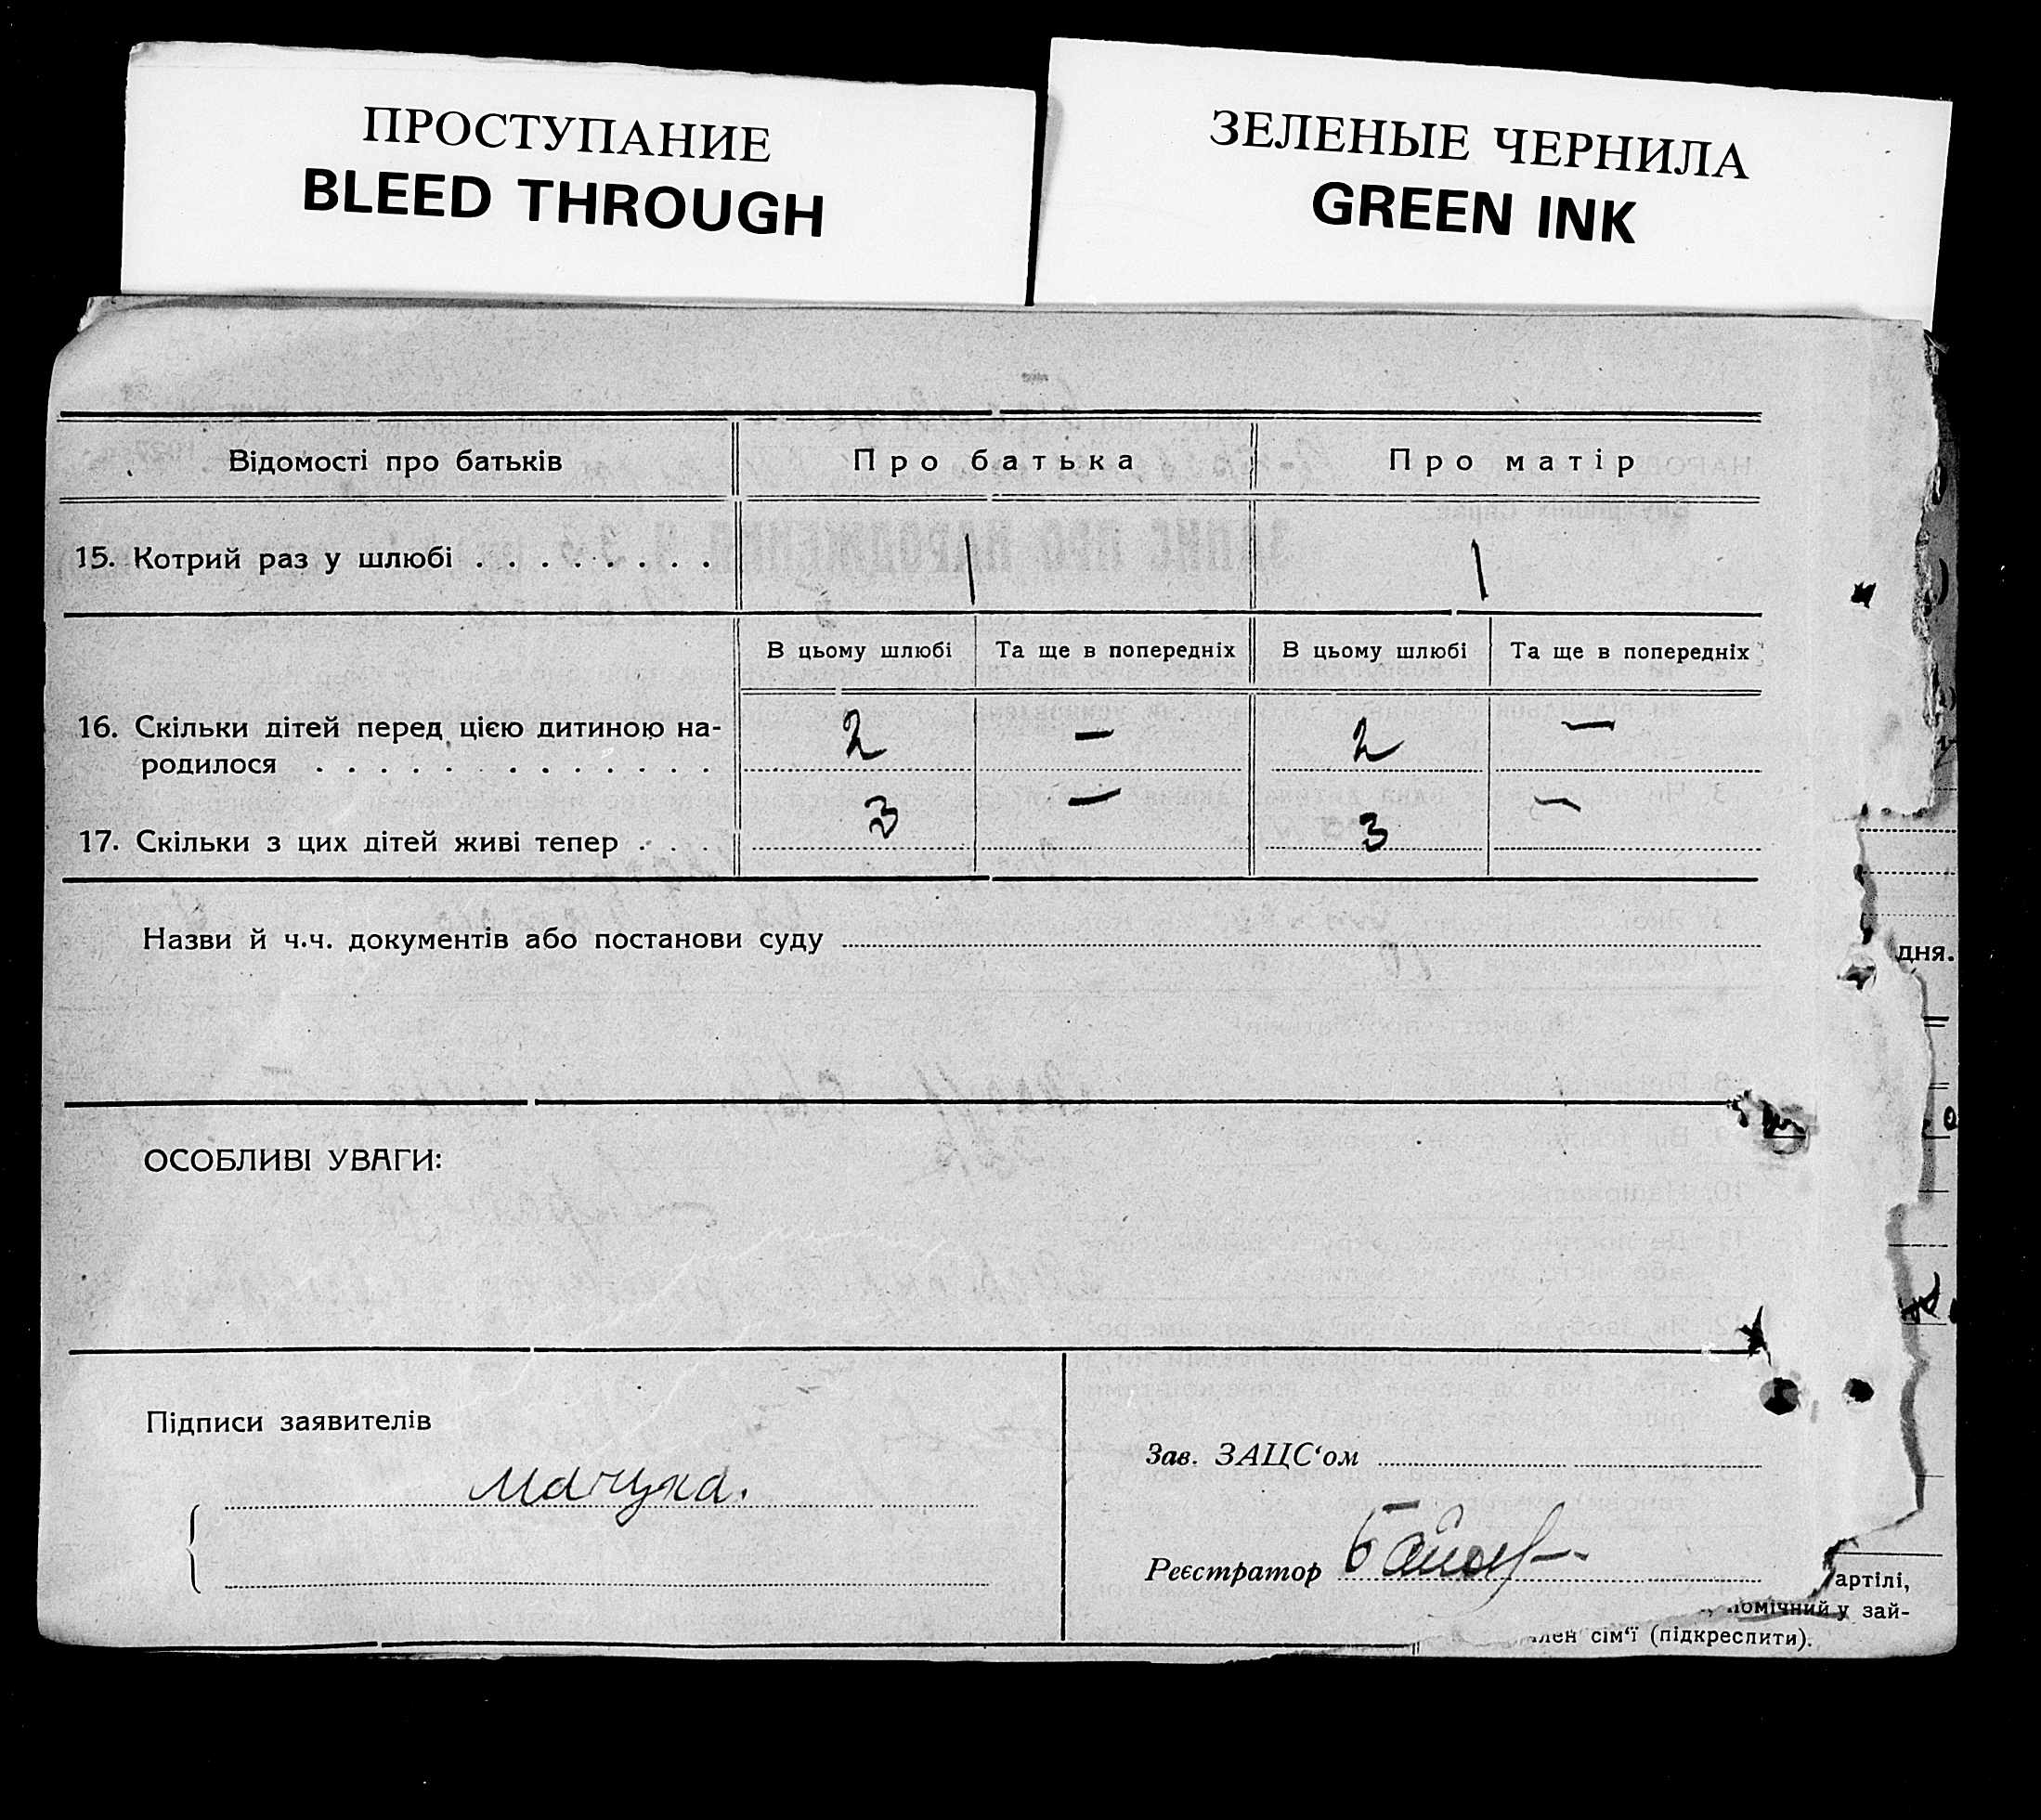 ПРОСТУПАНИЕ
BLEED THROUGH
ЗЕЛЕНЫЕ ЧЕРНИЛА
GREEN INK
Відомості про батьків Про батька Про матір
15. Котрий раз у шлюбі . . . . . . . . 1 1
В цьому шлюбі Та ще в попередніх В цьому шлюбі Та ще в попередніх
16. Скільки дітей перед цією дитиною на- 2 — 2 —
родилося . . . . . . . . . . . . .
17. Скільки з цих дітей живі тепер . . . 3 — 3 —
Назви й ч.ч. документів або постанови суду
дня.
ОСОБЛИВІ УВАГИ:
Підписи заявителів
Мацука.
Зав. ЗАЦС‘ом
Реєстратор
артілі,
помічний у зай-
член сім‘ї (підкреслити).